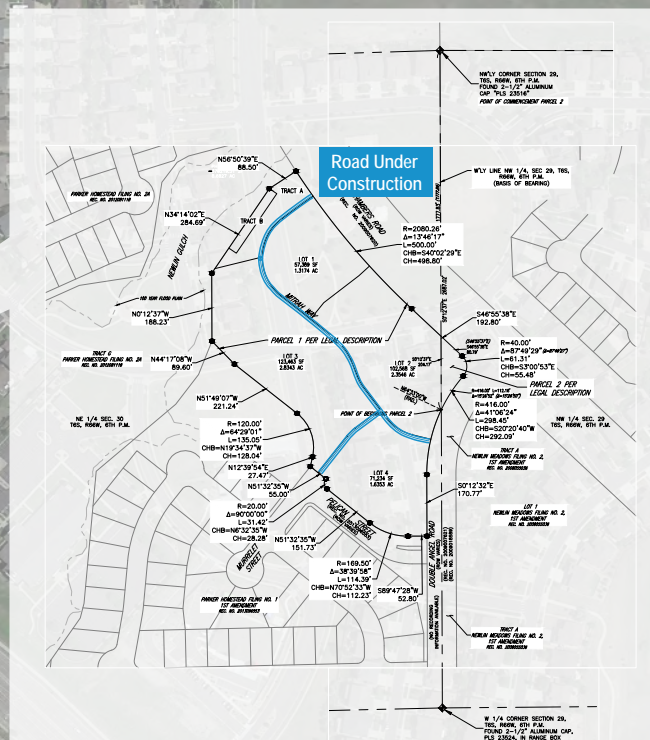 NW'LY CORNER SECTION 29,
T6S, R66W, 6TH P.M.
FOUND 2-1/2" ALUMINUM
CAP "PLS 23516"
POINT OF COMMENCEMENT PARCEL 2
Road Under
Construction
W'LY LINE NW 1/4, SEC 29, T6S,
R66W, 6TH P.M.
(BASIS OF BEARING)
N56°50'39"E
88.50'
TRACT A
PARKER HOMESTEAD FILING NO. 2A
N34°14'02"E
284.69'
TRACT B
NEWLIN GULCH
CHAMBERS ROAD
R=2080.26'
Δ=13°46'17"
L=500.00'
CHB=S40°02'29"E
CH=498.80'
LOT 1
57,389 SF
1.3174 AC
100 YEAR FLOOD PLAIN
MITRAH WAY
N0°12'37"W
188.23'
S46°55'38"E
192.80'
PARCEL 1 PER LEGAL DESCRIPTION
R=40.00'
Δ=87°49'29"
L=61.31'
CHB=S3°00'53"E
CH=55.48'
TRACT G
PARKER HOMESTEAD FILING NO. 2A
N44°17'08"W
89.60'
LOT 3
123,463 SF
2.8343 AC
LOT 2
102,568 SF
2.3546 AC
PARCEL 2 PER
LEGAL DESCRIPTION
N51°49'07"W
221.24'
R=416.00'
Δ=41°06'24"
L=298.45'
CHB=S20°20'40"W
CH=292.09'
POINT OF BEGINNING PARCEL 2
NE 1/4 SEC. 30
T6S, R66W, 6TH P.M.
NW 1/4 SEC. 29
T6S, R66W, 6TH P.M.
R=120.00'
Δ=64°29'01"
L=135.05'
CHB=N19°34'37"W
CH=128.04'
TRACT A
NEWLIN MEADOWS FILING NO. 2,
1ST AMENDMENT
N12°39'54"E
27.47'
N51°32'35"W
55.00'
LOT 4
71,234 SF
1.6353 AC
S0°12'32"E
170.77'
R=20.00'
Δ=90°00'00"
L=31.42'
CHB=N6°32'35"W
CH=28.28'
PELICAN STREET
LOT 1
NEWLIN MEADOWS FILING NO. 2,
1ST AMENDMENT
N51°32'35"W
151.73'
MURRELET
STREET
DOUBLE ANGEL ROAD
R=169.50'
Δ=38°39'58"
L=114.39'
CHB=N70°52'33"W
CH=112.23'
S89°47'28"W
52.80'
PARKER HOMESTEAD FILING NO. 1
1ST AMENDMENT
(NO RECORDING
INFORMATION AVAILABLE)
TRACT A
NEWLIN MEADOWS FILING NO. 2,
1ST AMENDMENT
W 1/4 CORNER SECTION 29,
T6S, R66W, 6TH P.M.
FOUND 2-1/2" ALUMINUM CAP,
PLS 23524, IN RANGE BOX